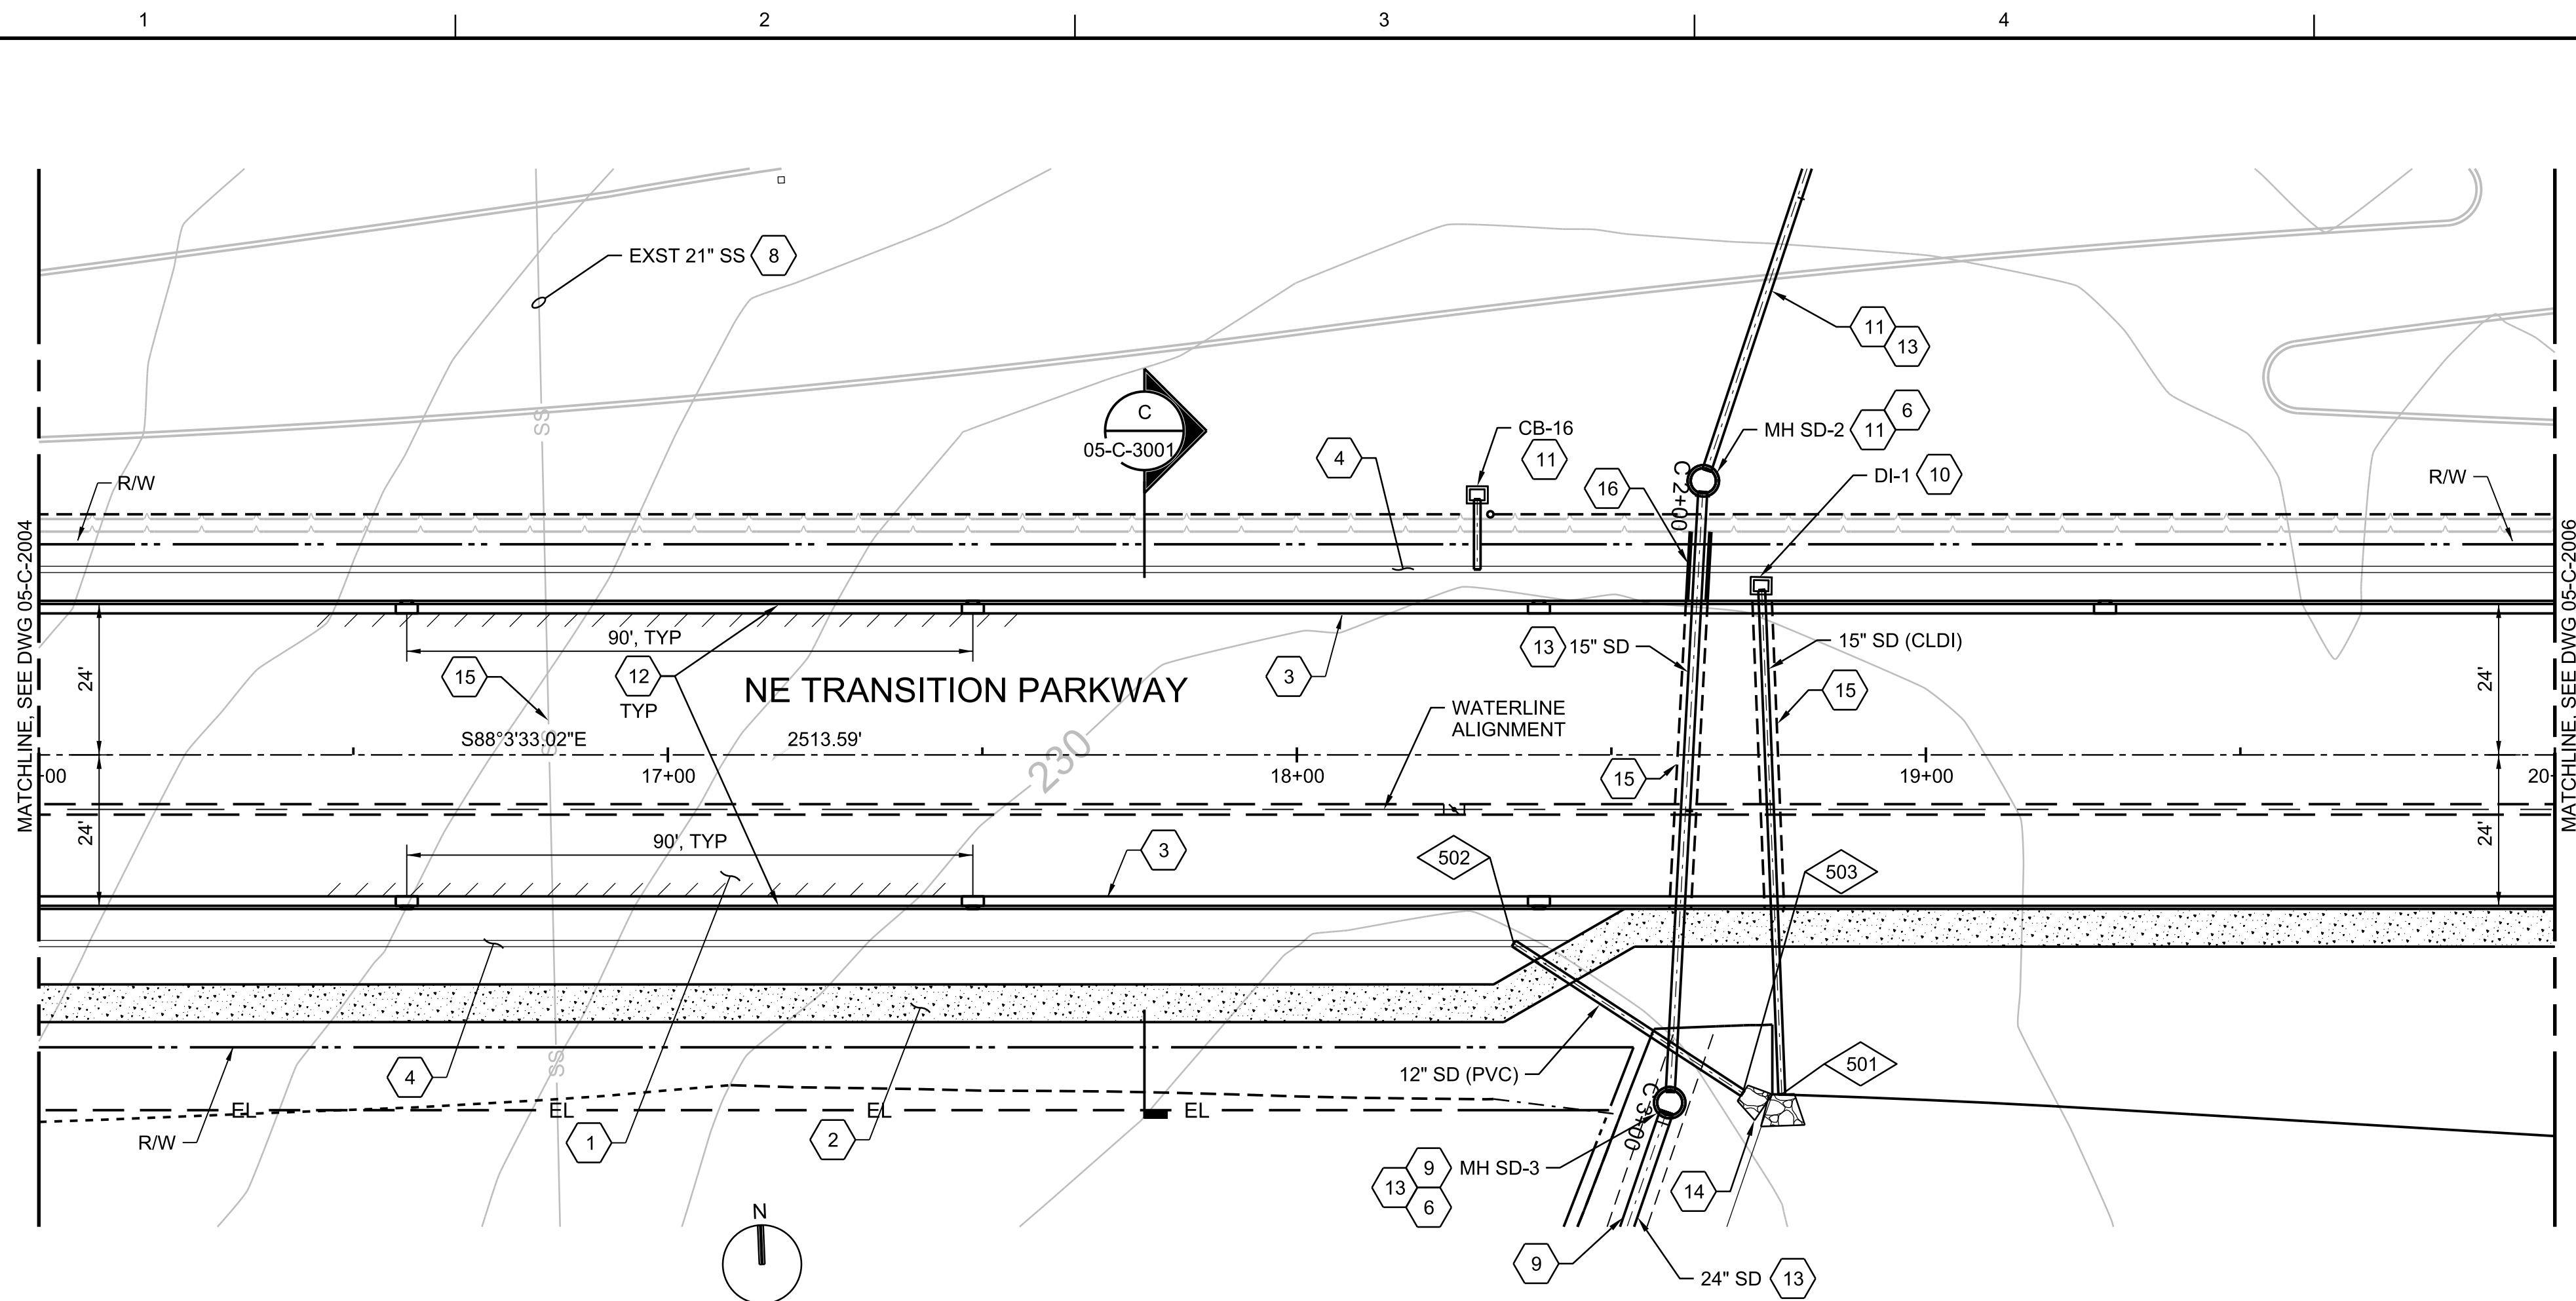 1
2
3
4
EXST 21" SS
8
SS
C
05-C-3001
11
13
MH SD-2
6
11
CB-16
11
4
16
C 2+00
DI-1
10
R/W
R/W
MATCHLINE, SEE DWG 05-C-2004
MATCHLINE, SEE DWG 05-C-2006
24'
24'
90', TYP
15
12
TYP
3
13
15" SD
15" SD (CLDI)
15
NE TRANSITION PARKWAY
WATERLINE
ALIGNMENT
S88°3'33.02"E
2513.59'
SS
-00
17+00
230
18+00
15
19+00
20-
24'
24'
90', TYP
3
502
503
4
SS
12" SD (PVC)
501
EL
EL
EL
EL
R/W
1
2
C 3+00
9
MH SD-3
13
6
14
N
9
24" SD
13